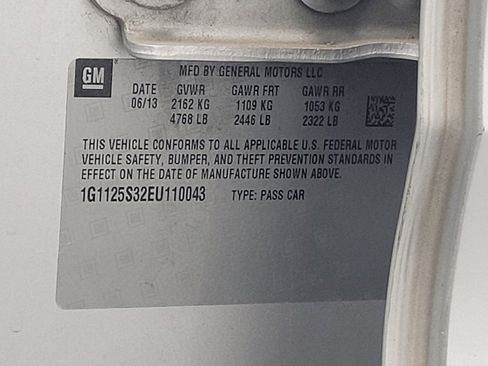 GM
MFD BY GENERAL MOTORS LLC
DATE GVWR GAWR FRT GAWR RR
06/13 2162 KG 1109 KG 1053 KG
4768 LB 2446 LB 2322 LB
THIS VEHICLE CONFORMS TO ALL APPLICABLE U.S. FEDERAL MOTOR
VEHICLE SAFETY, BUMPER, AND THEFT PREVENTION STANDARDS IN
EFFECT ON THE DATE OF MANUFACTURE SHOWN ABOVE.
1G1125S32EU110043 TYPE: PASS CAR